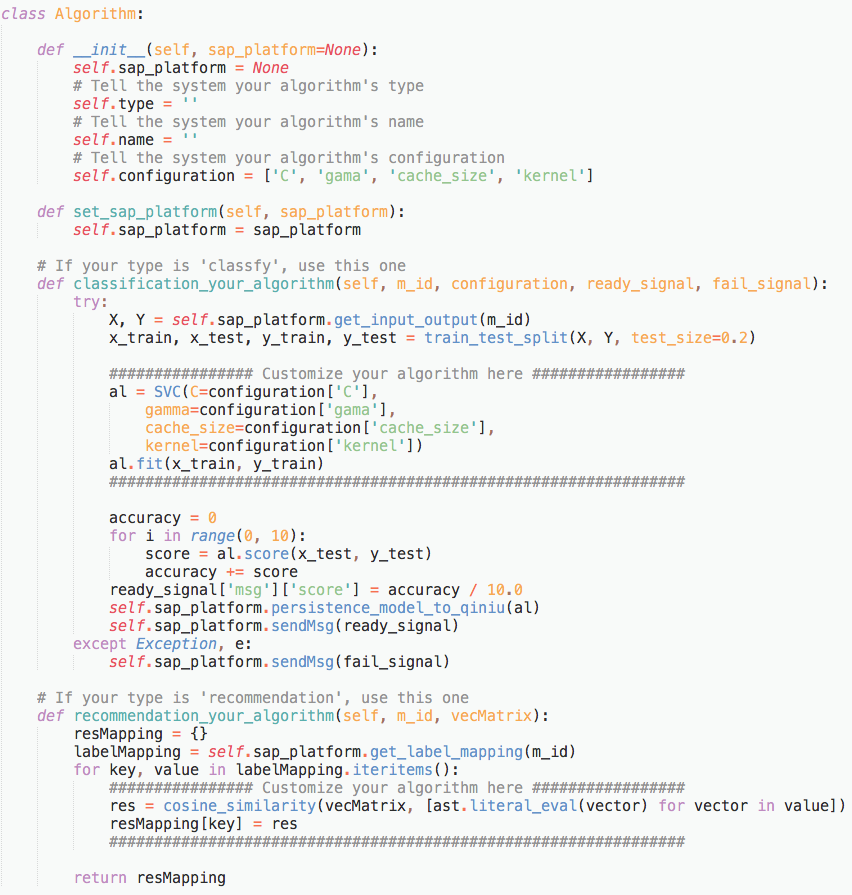 class Algorithm:

    def __init__(self, sap_platform=None):
        self.sap_platform = None
        # Tell the system your algorithm's type
        self.type = ''
        # Tell the system your algorithm's name
        self.name = ''
        # Tell the system your algorithm's configuration
        self.configuration = ['C', 'gama', 'cache_size', 'kernel']

    def set_sap_platform(self, sap_platform):
        self.sap_platform = sap_platform

    # If your type is 'classfy', use this one
    def classification_your_algorithm(self, m_id, configuration, ready_signal, fail_signal):
        try:
            X, Y = self.sap_platform.get_input_output(m_id)
            x_train, x_test, y_train, y_test = train_test_split(X, Y, test_size=0.2)

            ################ Customize your algorithm here #################
            al = SVC(C=configuration['C'],
                gamma=configuration['gama'],
                cache_size=configuration['cache_size'],
                kernel=configuration['kernel'])
            al.fit(x_train, y_train)
            ################################################################

            accuracy = 0
            for i in range(0, 10):
                score = al.score(x_test, y_test)
                accuracy += score
            ready_signal['msg']['score'] = accuracy / 10.0
            self.sap_platform.persistence_model_to_qiniu(al)
            self.sap_platform.sendMsg(ready_signal)
        except Exception, e:
            self.sap_platform.sendMsg(fail_signal)

    # If your type is 'recommendation', use this one
    def recommendation_your_algorithm(self, m_id, vecMatrix):
        resMapping = {}
        labelMapping = self.sap_platform.get_label_mapping(m_id)
        for key, value in labelMapping.iteritems():
            ################ Customize your algorithm here #################
            res = cosine_similarity(vecMatrix, [ast.literal_eval(vector) for vector in value])
            resMapping[key] = res
            ################################################################

        return resMapping